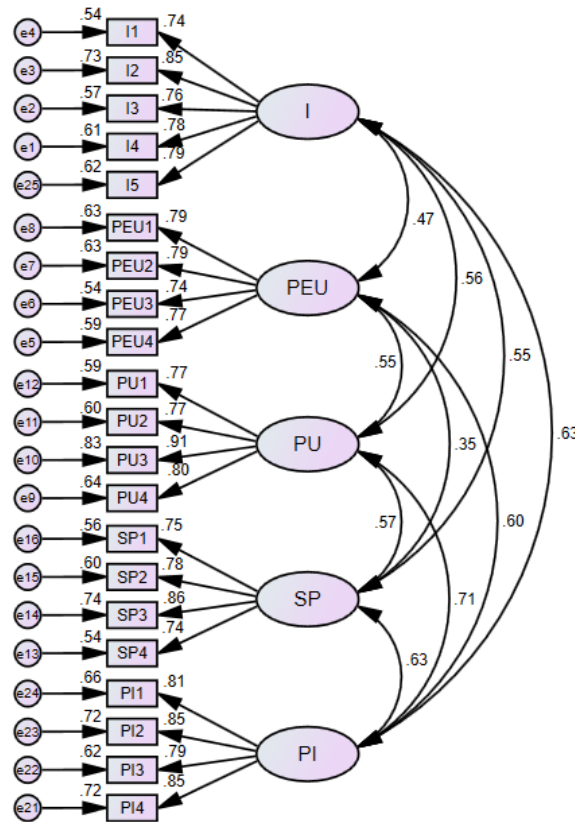 .54 .74
e4 I1
.73 .85
e3 I2
.57 .76
e2 I3 I
.61 .78
e1 I4
.62 .79
e25 I5
.63 .79 .47
e8 PEU1
.63 .79
e7 PEU2 .56
.54 .74 PEU
e6 PEU3
.59 .77
e5 PEU4 .55
.59 .77 .55
e12 PU1
.60 .77
e11 PU2 .63
.83 .91 PU .35
e10 PU3
.64 .80
e9 PU4
.56 .75 .57 .60
e16 SP1
.60 .78
e15 SP2
.74 .86 SP .71
e14 SP3
.54 .74
e13 SP4 .63
.66 .81
e24 PI1
.72 .85
e23 PI2
.62 .79 PI
e22 PI3
.72 .85
e21 PI4